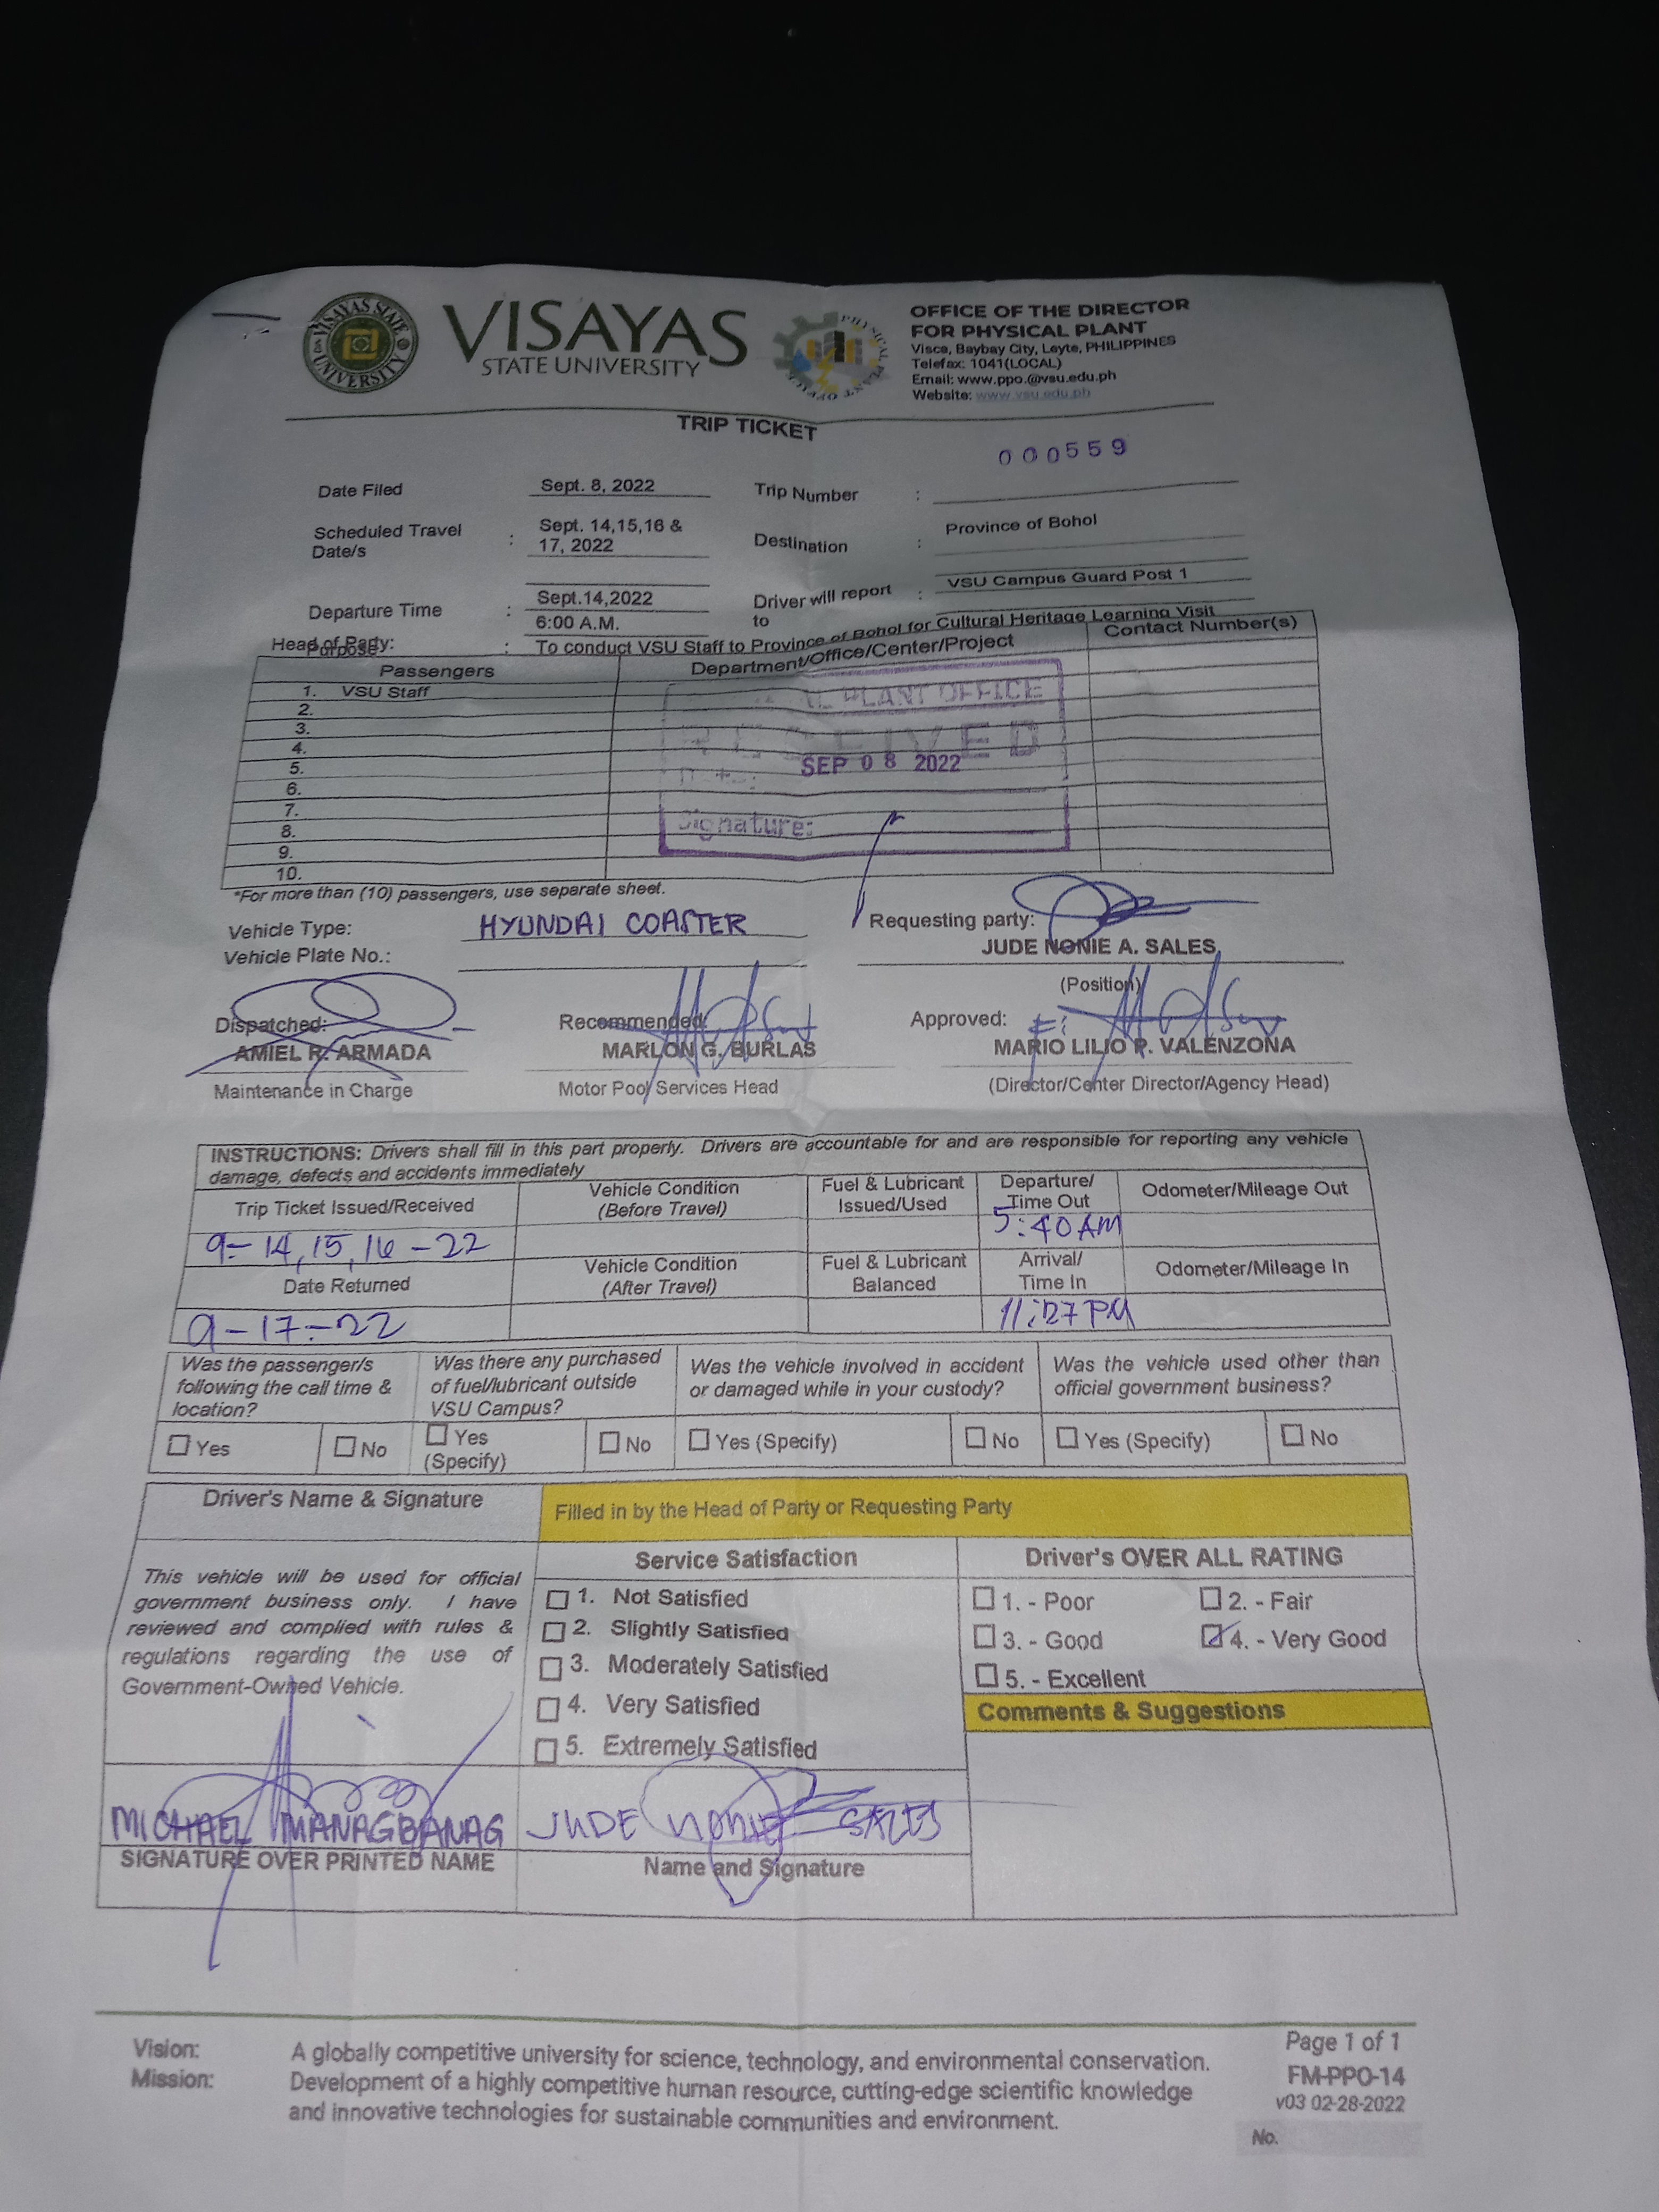 VISAYAS STATE UNIVERSITY
VISAYAS
STATE UNIVERSITY
PHYSICAL PLANT OFFICE
OFFICE OF THE DIRECTOR
FOR PHYSICAL PLANT
Visca, Baybay City, Leyte, PHILIPPINES
Telefax: 1041(LOCAL)
Email: www.ppo.@vsu.edu.ph
Website: www.vsu.edu.ph
TRIP TICKET
000559
Date Filed Sept. 8, 2022 Trip Number :
Scheduled Travel Date/s : Sept. 14,15,16 & 17, 2022 Destination : Province of Bohol
Departure Time : Sept.14,2022 6:00 A.M. Driver will report to : VSU Campus Guard Post 1
Purpose : To conduct VSU Staff to Province of Bohol for Cultural Heritage Learning Visit
Head of Party:
Passengers Department/Office/Center/Project Contact Number(s)
1. VSU Staff
2.
3.
4.
5.
6.
7.
8.
9.
10.
PLANT OFFICE
RECEIVED
Date: SEP 08 2022
Signature:
*For more than (10) passengers, use separate sheet.
Vehicle Type: HYUNDAI COASTER Requesting party:
Vehicle Plate No.: JUDE NONIE A. SALES
(Position)
Dispatched: Recommended: Approved:
AMIEL R. ARMADA MARLON G. BURLAS MARIO LILIO P. VALENZONA
Maintenance in Charge Motor Pool Services Head (Director/Center Director/Agency Head)
INSTRUCTIONS: Drivers shall fill in this part properly. Drivers are accountable for and are responsible for reporting any vehicle
damage, defects and accidents immediately
Trip Ticket Issued/Received Vehicle Condition (Before Travel) Fuel & Lubricant Issued/Used Departure/ Time Out Odometer/Mileage Out
9-14,15,16-22 5:40 AM
Date Returned Vehicle Condition (After Travel) Fuel & Lubricant Balanced Arrival/ Time In Odometer/Mileage In
9-17-22 11:27 PM
Was the passenger/s following the call time & location? Was there any purchased of fuel/lubricant outside VSU Campus? Was the vehicle involved in accident or damaged while in your custody? Was the vehicle used other than official government business?
Yes No Yes (Specify) No Yes (Specify) No Yes (Specify) No
Driver's Name & Signature Filled in by the Head of Party or Requesting Party
This vehicle will be used for official
government business only. I have
reviewed and complied with rules &
regulations regarding the use of
Government-Owned Vehicle.
Service Satisfaction
1. Not Satisfied
2. Slightly Satisfied
3. Moderately Satisfied
4. Very Satisfied
5. Extremely Satisfied
Driver's OVER ALL RATING
1. - Poor 2. - Fair
3. - Good 4. - Very Good
5. - Excellent
Comments & Suggestions
MICHAEL MANAGBANAG JUDE NONIE SALES
SIGNATURE OVER PRINTED NAME Name and Signature
Vision: A globally competitive university for science, technology, and environmental conservation.
Mission: Development of a highly competitive human resource, cutting-edge scientific knowledge
and innovative technologies for sustainable communities and environment.
Page 1 of 1
FM-PPO-14
v03 02-28-2022
No.